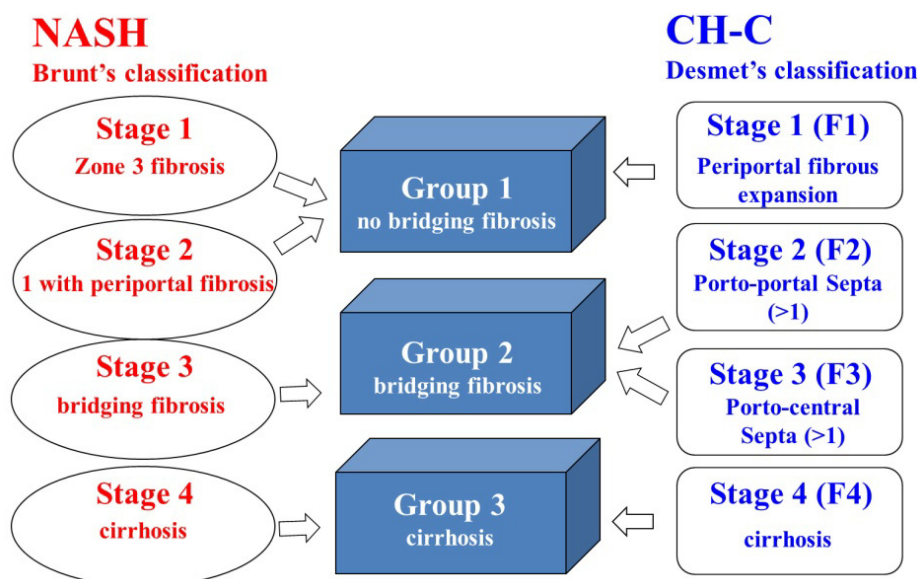 NASH
Brunt's classification
Stage 1
Zone 3 fibrosis
Stage 2
1 with periportal fibrosis
Stage 3
bridging fibrosis
Stage 4
cirrhosis
Group 1
no bridging fibrosis
Group 2
bridging fibrosis
Group 3
cirrhosis
CH-C
Desmet's classification
Stage 1 (F1)
Periportal fibrous
expansion
Stage 2 (F2)
Porto-portal Septa
(>1)
Stage 3 (F3)
Porto-central
Septa (>1)
Stage 4 (F4)
cirrhosis